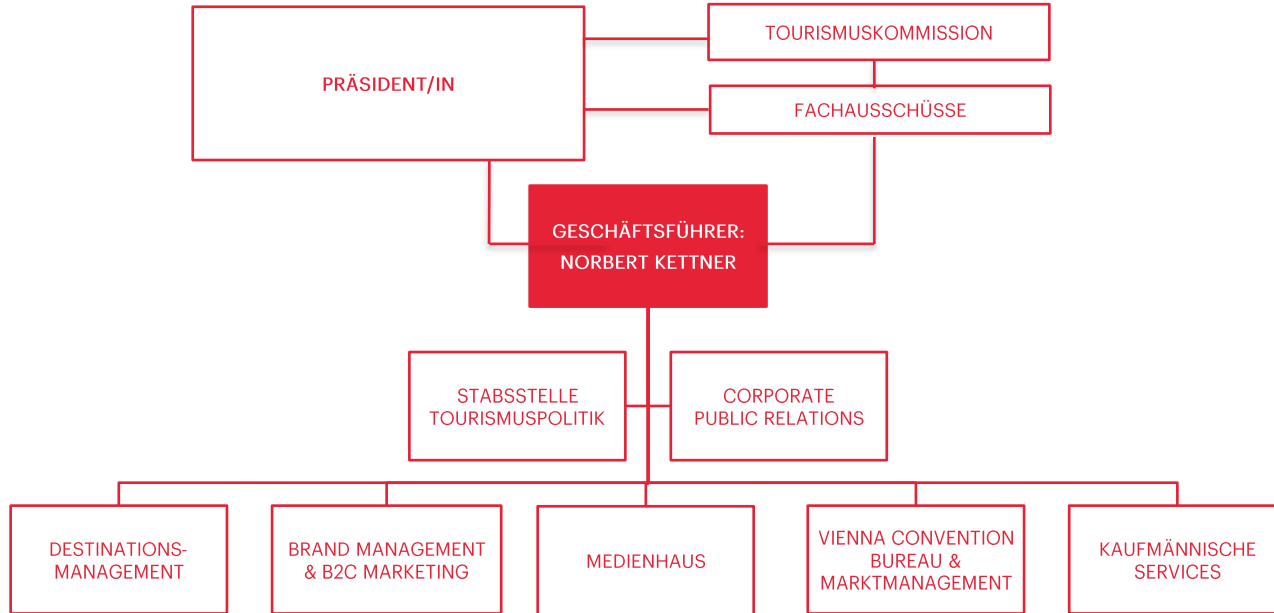 TOURISMUSKOMMISSION
PRÄSIDENT/IN
FACHAUSSCHÜSSE
GESCHÄFTSFÜHRER:
NORBERT KETTNER
STABSSTELLE
TOURISMUSPOLITIK
CORPORATE
PUBLIC RELATIONS
DESTINATIONS-
MANAGEMENT
BRAND MANAGEMENT
& B2C MARKETING
MEDIENHAUS
VIENNA CONVENTION
BUREAU &
MARKTMANAGEMENT
KAUFMÄNNISCHE
SERVICES